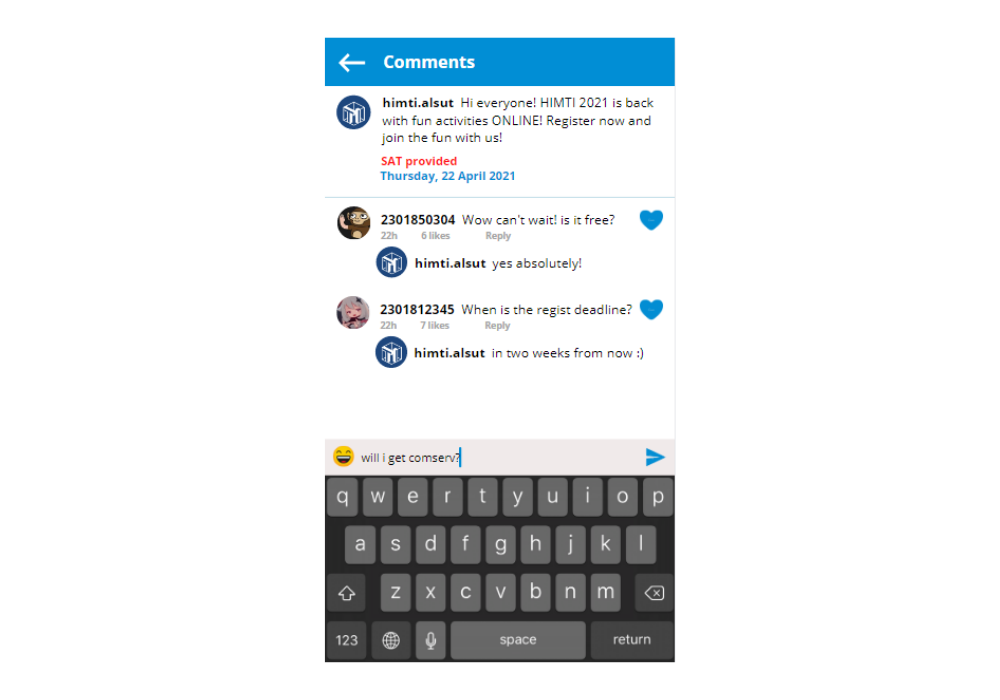 Comments
himti.alsut Hi everyone! HIMTI 2021 is back
with fun activities ONLINE! Register now and
join the fun with us!
SAT provided
Thursday, 22 April 2021
2301850304 Wow can't wait! is it free?
22h 6 likes Reply
himti.alsut yes absolutely!
2301812345 When is the regist deadline?
22h 7 likes Reply
himti.alsut in two weeks from now :)
will i get comserv?
q w e r t y u i o p
a s d f g h j k l
z x c v b n m
123 space return